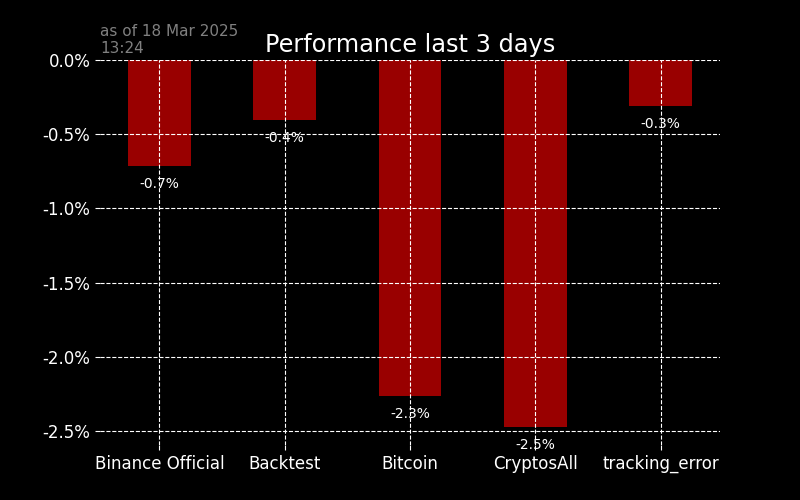 as of 18 Mar 2025
13:24
Performance last 3 days
0.0%
-0.5%
-1.0%
-1.5%
-2.0%
-2.5%
-0.7%
-0.4%
-2.3%
-2.5%
-0.3%
Binance Official
Backtest
Bitcoin
CryptosAll
tracking_error